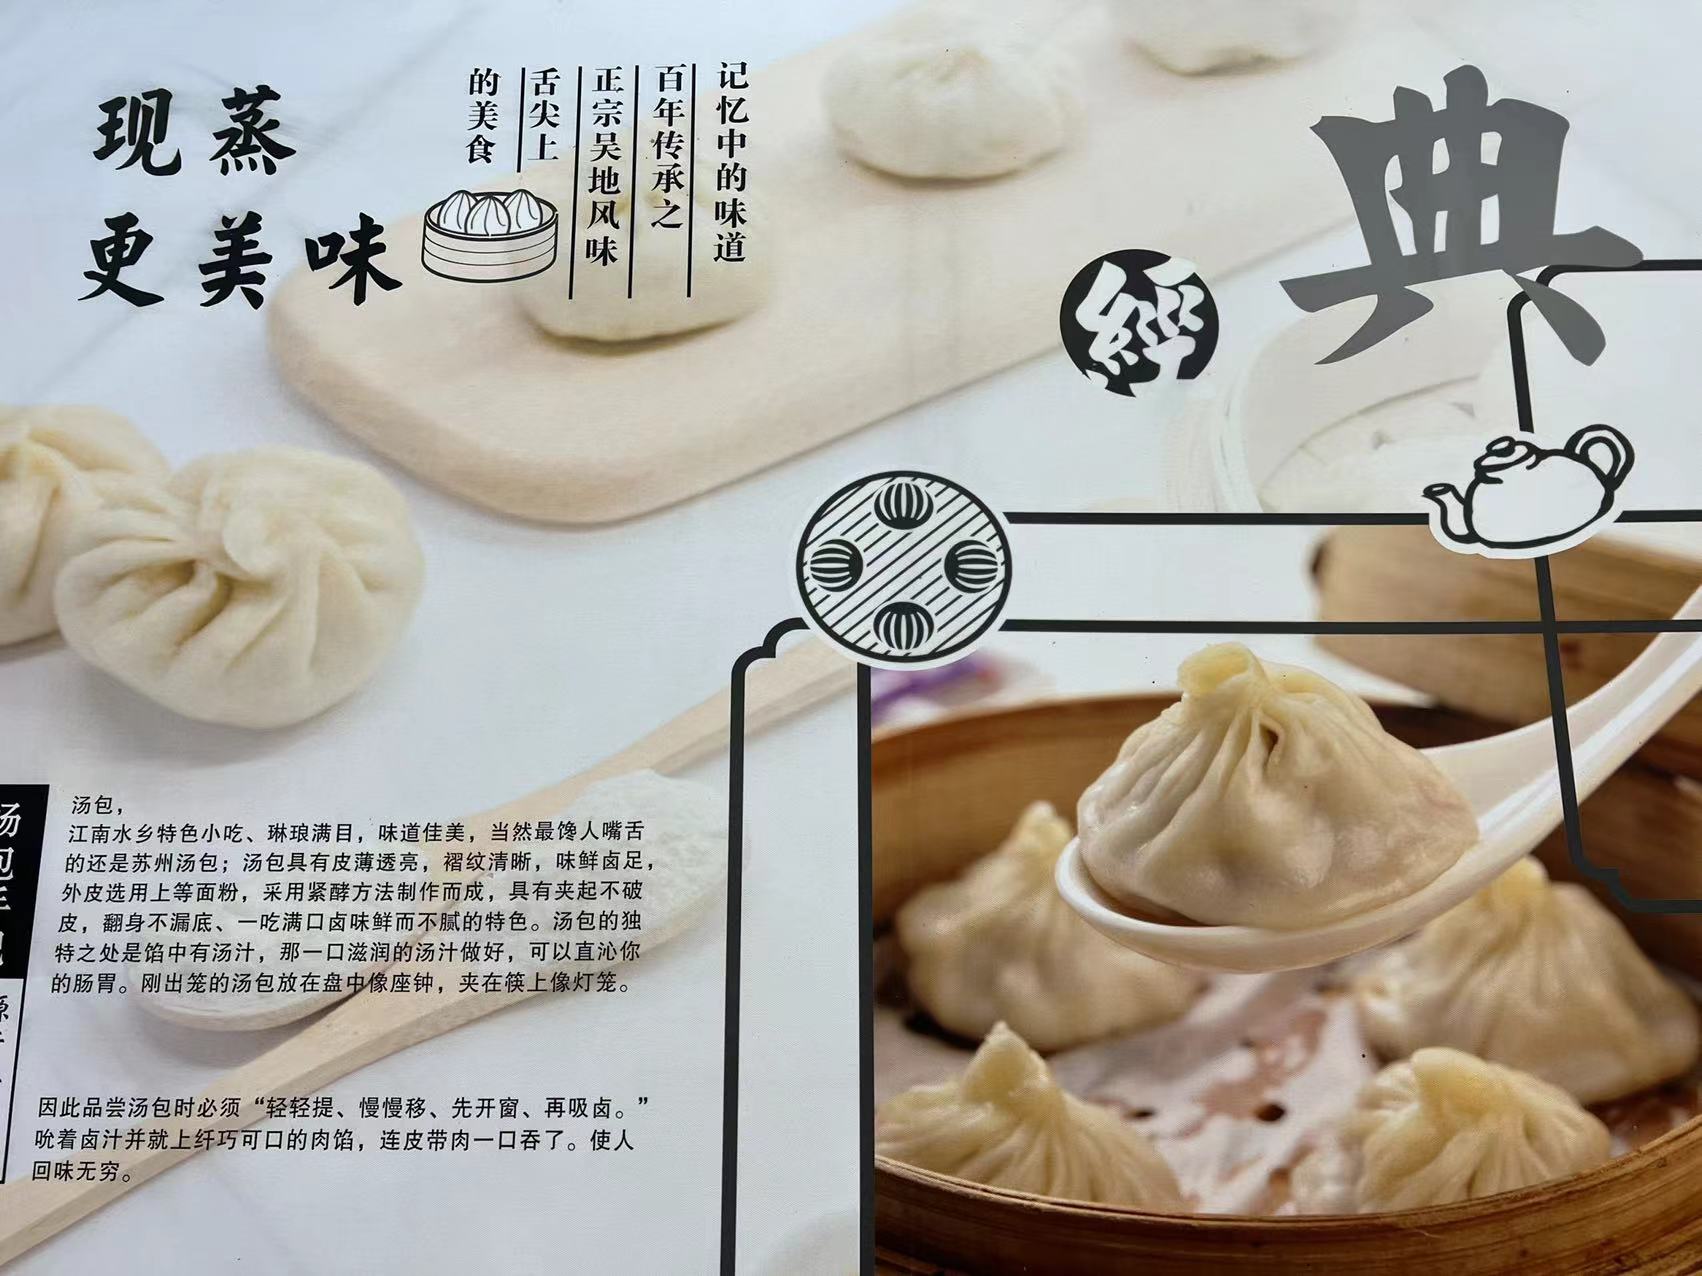 现蒸
更美味
记忆中的味道
百年传承之
正宗吴地风味
舌尖上
的美食
經
典
汤包，
江南水乡特色小吃、琳琅满目，味道佳美，当然最馋人嘴舌
的还是苏州汤包；汤包具有皮薄透亮，褶纹清晰，味鲜卤足，
外皮选用上等面粉，采用紧酵方法制作而成，具有夹起不破
皮，翻身不漏底、一吃满口卤味鲜而不腻的特色。汤包的独
特之处是馅中有汤汁，那一口滋润的汤汁做好，可以直沁你
的肠胃。刚出笼的汤包放在盘中像座钟，夹在筷上像灯笼。
因此品尝汤包时必须“轻轻提、慢慢移、先开窗、再吸卤。”
吮着卤汁并就上纤巧可口的肉馅，连皮带肉一口吞了。使人
回味无穷。